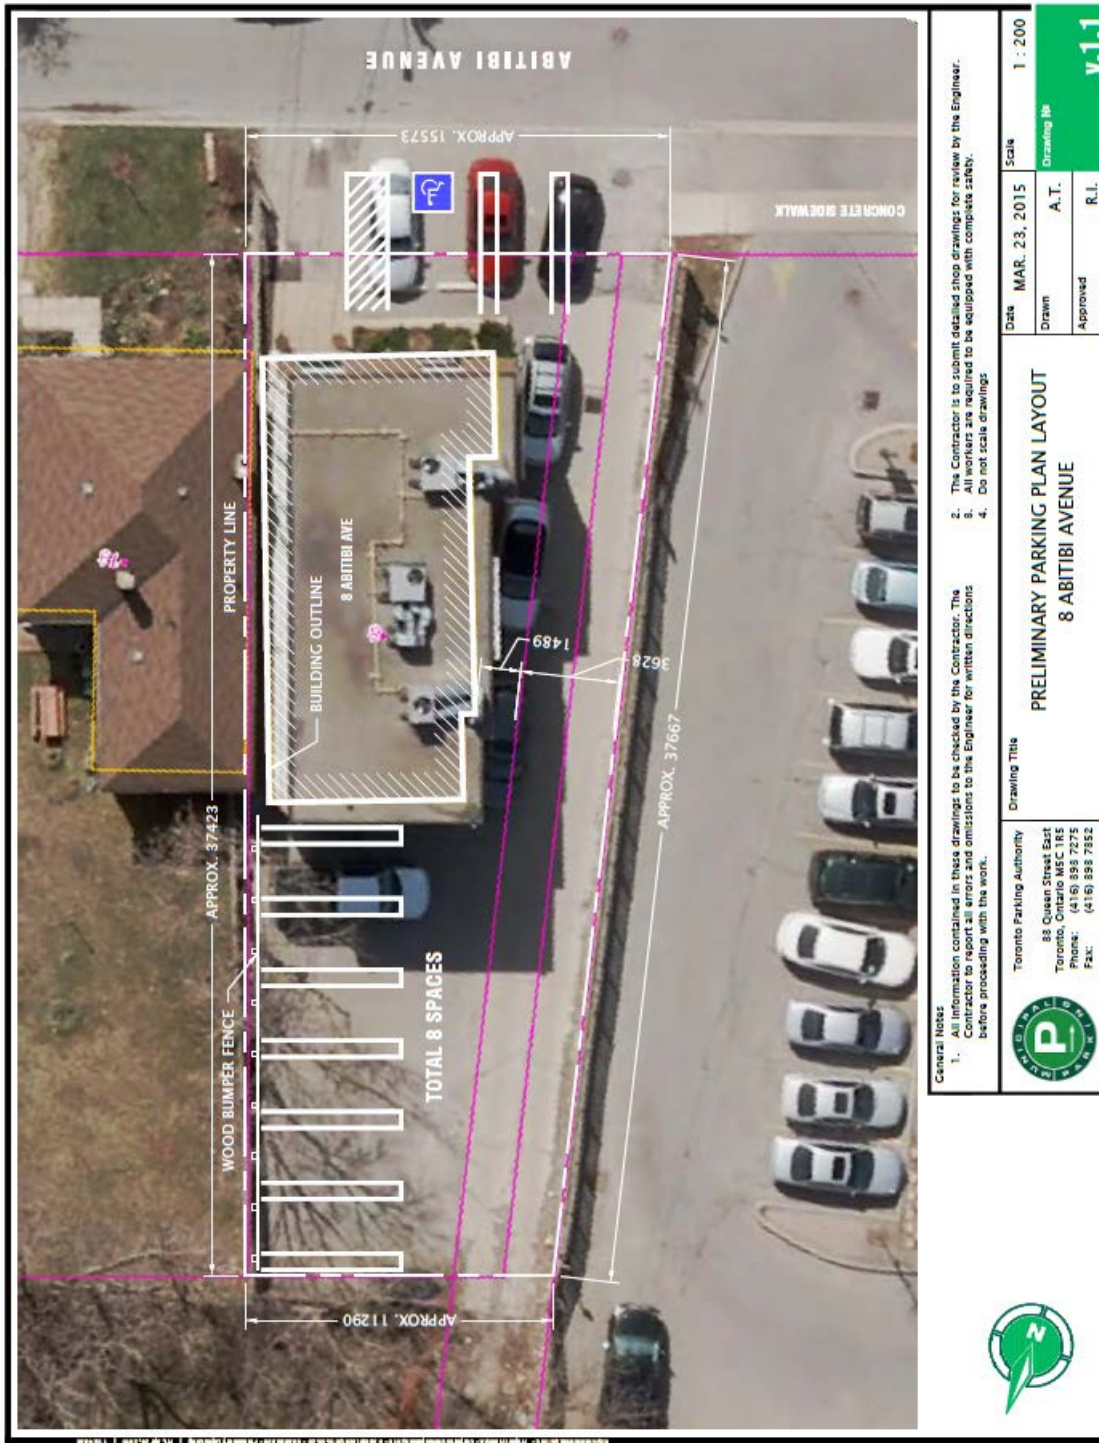 ABITIBI AVENUE
APPROX. 15573
CONCRETE SIDEWALK
PROPERTY LINE
APPROX. 37423
BUILDING OUTLINE
8 ABITIBI AVE
1489
3628
APPROX. 37667
WOOD BUMPER FENCE
TOTAL 8 SPACES
APPROX. 11290
General Notes
1. All information contained in these drawings to be checked by the Contractor. The
Contractor to report all errors and omissions to the Engineer for written directions
before proceeding with the work.
2. The Contractor is to submit detailed shop drawings for review by the Engineer.
8. All workers are required to be equipped with complete safety.
4. Do not scale drawings
MUNICIPAL PARKING
P
Toronto Parking Authority
88 Queen Street East
Toronto, Ontario M5C 1R5
Phone: (416) 898 7275
Fax: (416) 898 7852
Drawing Title
PRELIMINARY PARKING PLAN LAYOUT
8 ABITIBI AVENUE
Date MAR. 23, 2015
Scale 1 : 200
Drawn A.T.
Drawing №
Approved R.I.
v.1.1
N